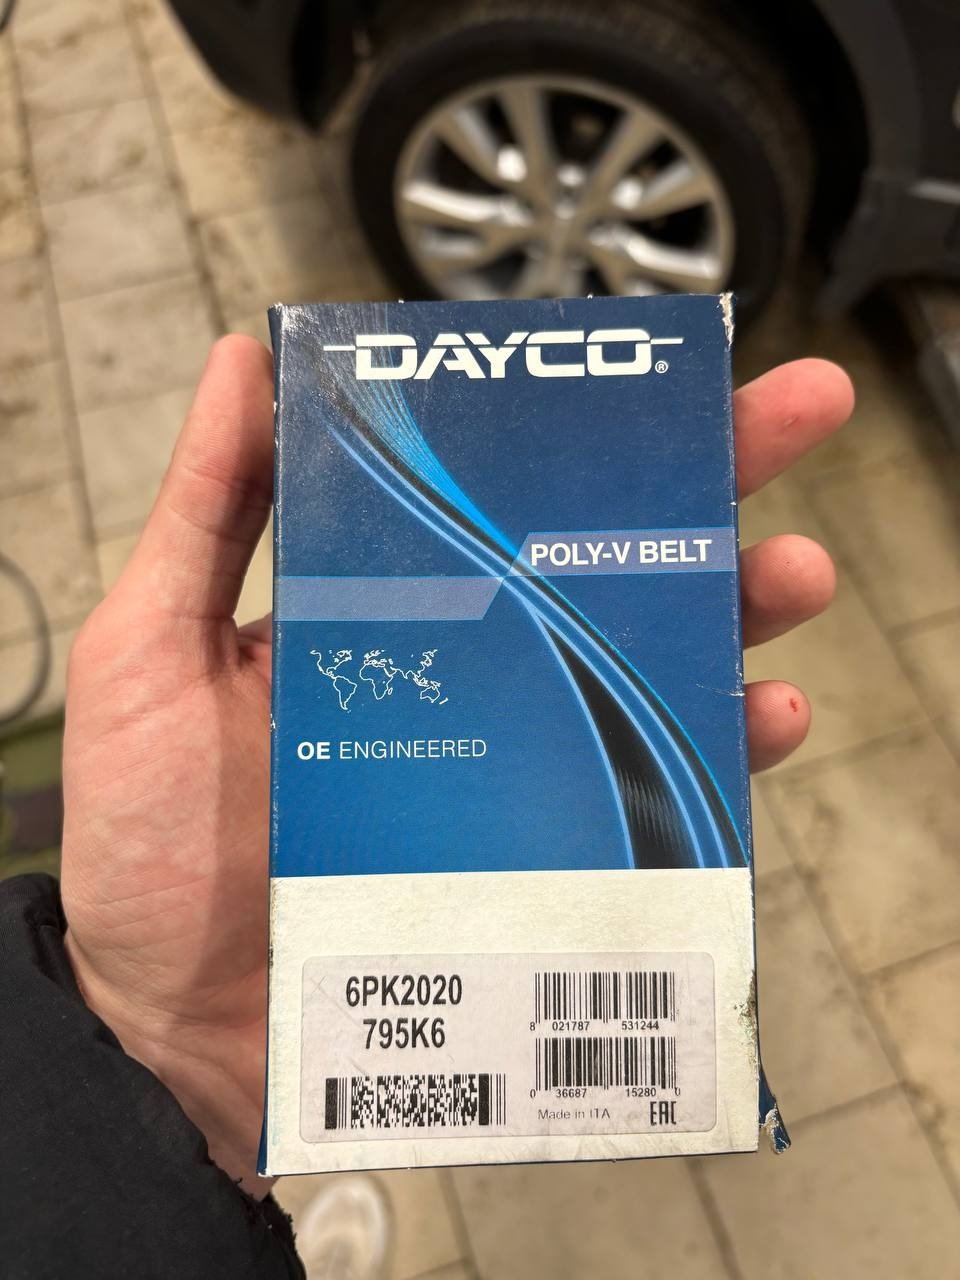 DAYCO®
POLY-V BELT
OE ENGINEERED
6PK2020
795K6
8 021787 531244
0 36687 15280 0
Made in ITA
EAC